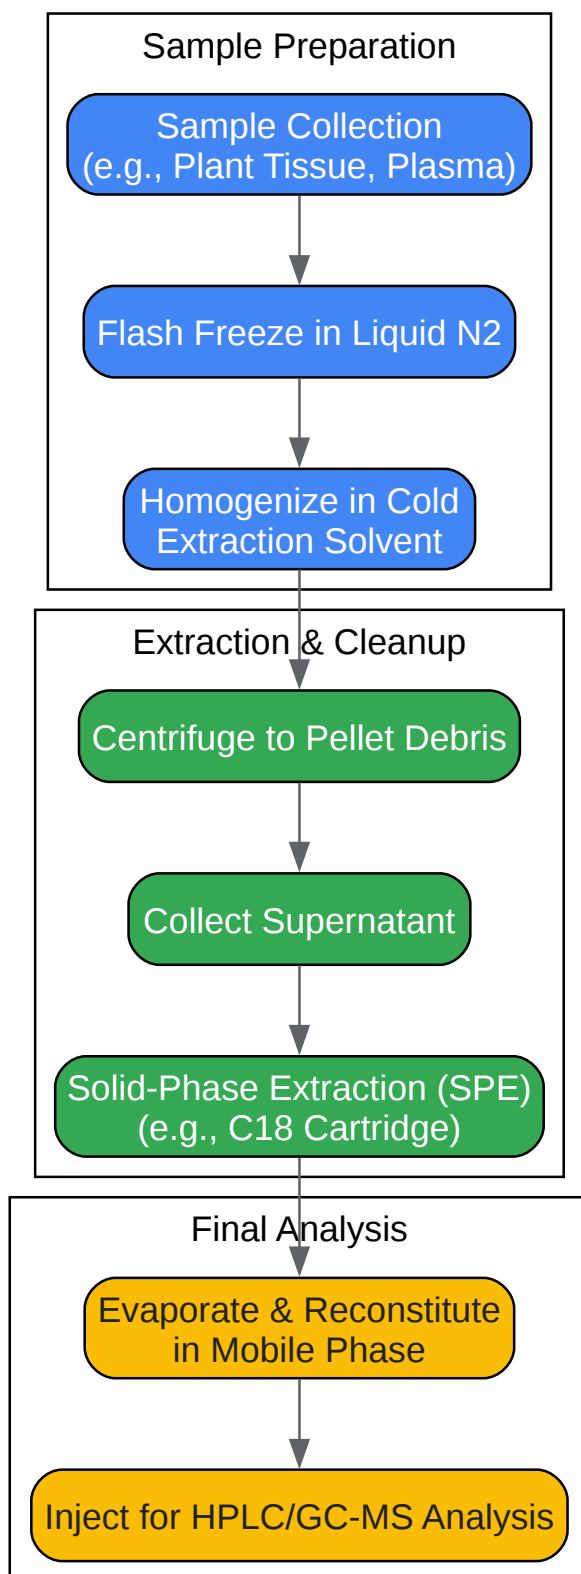 Sample Preparation
Sample Collection
(e.g., Plant Tissue, Plasma)
Flash Freeze in Liquid N2
Homogenize in Cold
Extraction Solvent
Extraction & Cleanup
Centrifuge to Pellet Debris
Collect Supernatant
Solid-Phase Extraction (SPE)
(e.g., C18 Cartridge)
Final Analysis
Evaporate & Reconstitute
in Mobile Phase
Inject for HPLC/GC-MS Analysis